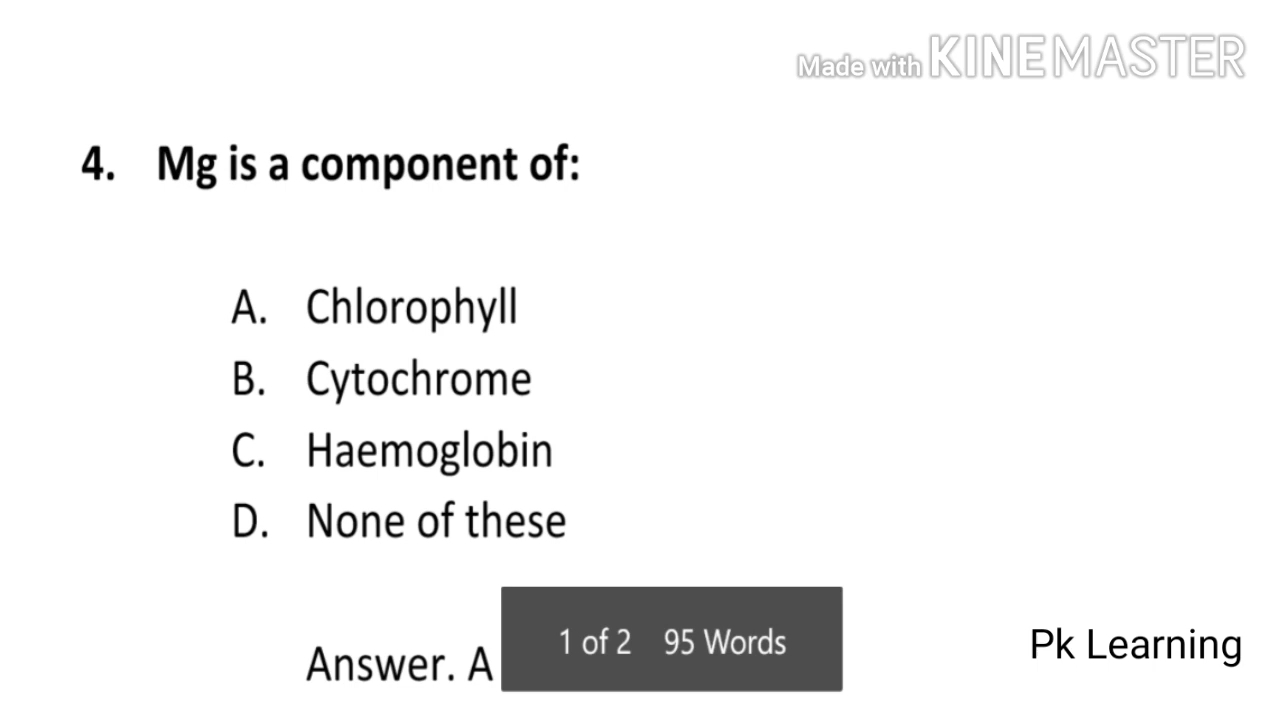 Made with KINEMASTER
4. Mg is a component of:
A. Chlorophyll
B. Cytochrome
C. Haemoglobin
D. None of these
Answer. A
1 of 2 95 Words
Pk Learning